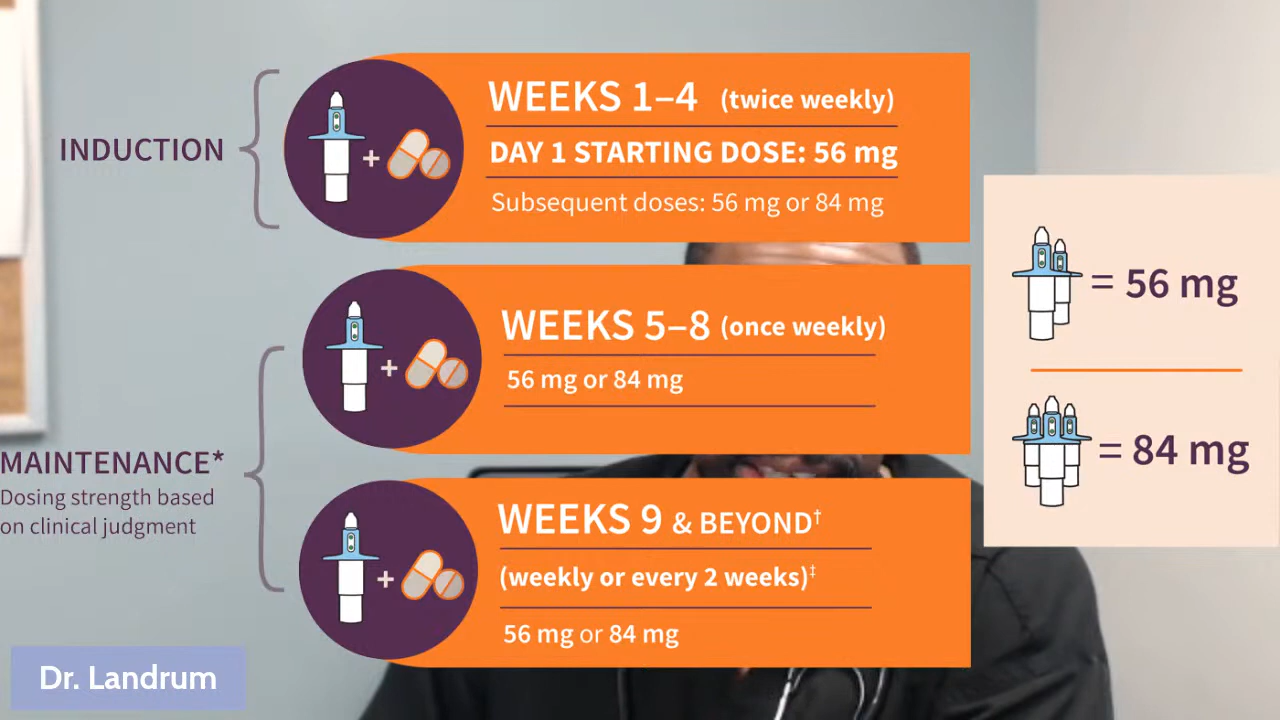 INDUCTION
WEEKS 1–4 (twice weekly)
DAY 1 STARTING DOSE: 56 mg
Subsequent doses: 56 mg or 84 mg
WEEKS 5–8 (once weekly)
56 mg or 84 mg
MAINTENANCE*
Dosing strength based
on clinical judgment
WEEKS 9 & BEYOND†
(weekly or every 2 weeks)‡
56 mg or 84 mg
= 56 mg
= 84 mg
Dr. Landrum